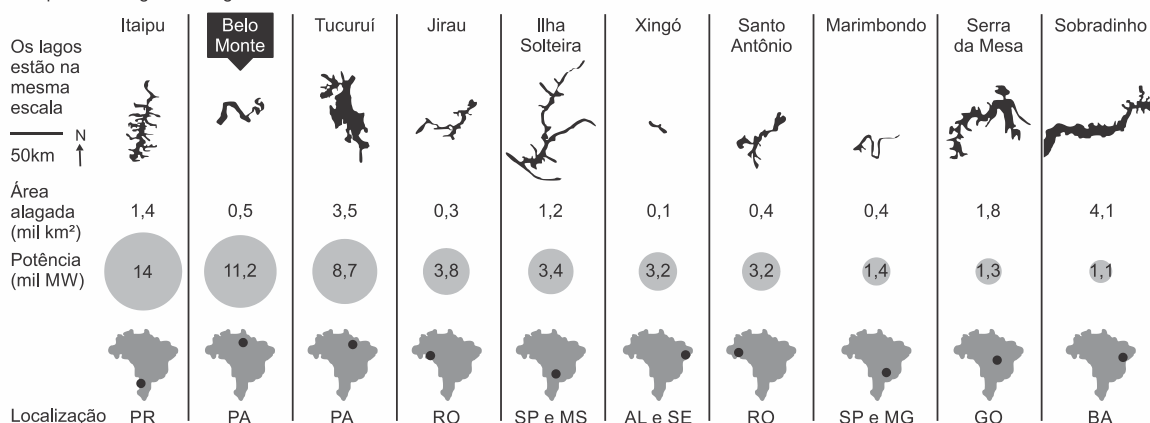 Itaipu
Belo
Monte
Tucuruí
Jirau
Ilha
Solteira
Xingó
Santo
Antônio
Marimbondo
Serra
da Mesa
Sobradinho
Os lagos
estão na
mesma
escala
50km
N
Área
alagada
(mil km²)
1,4 0,5 3,5 0,3 1,2 0,1 0,4 0,4 1,8 4,1
Potência
(mil MW)
14 11,2 8,7 3,8 3,4 3,2 3,2 1,4 1,3 1,1
Localização PR PA PA RO SP e MS AL e SE RO SP e MG GO BA